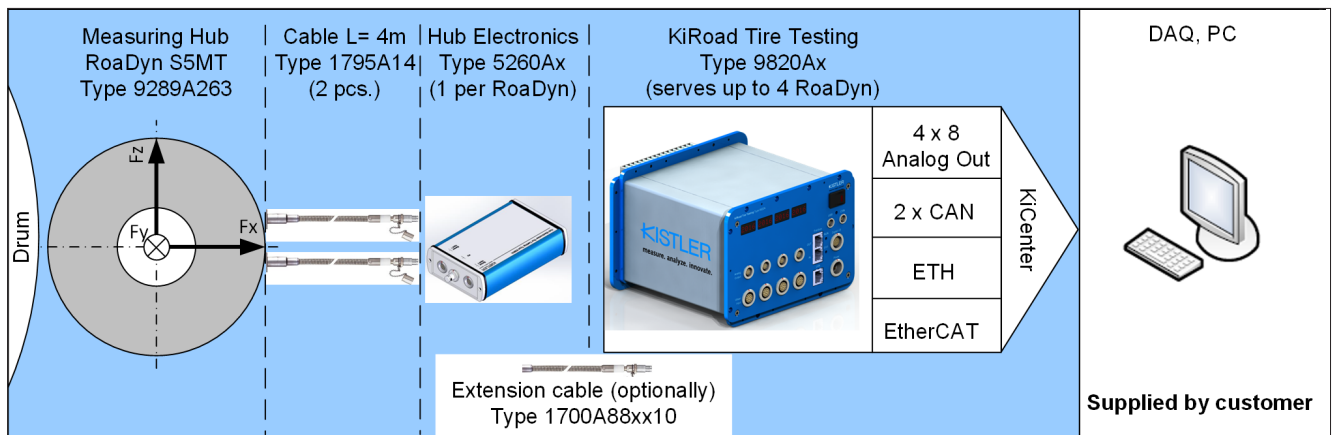 Measuring Hub
RoaDyn S5MT
Type 9289A263
Cable L= 4m
Type 1795A14
(2 pcs.)
Hub Electronics
Type 5260Ax
(1 per RoaDyn)
KiRoad Tire Testing
Type 9820Ax
(serves up to 4 RoaDyn)
DAQ, PC
Drum
Fz
Fy
Fx
KISTLER
measure. analyze. innovate.
KISTLER
4 x 8
Analog Out
2 x CAN
ETH
EtherCAT
KiCenter
Extension cable (optionally)
Type 1700A88xx10
Supplied by customer